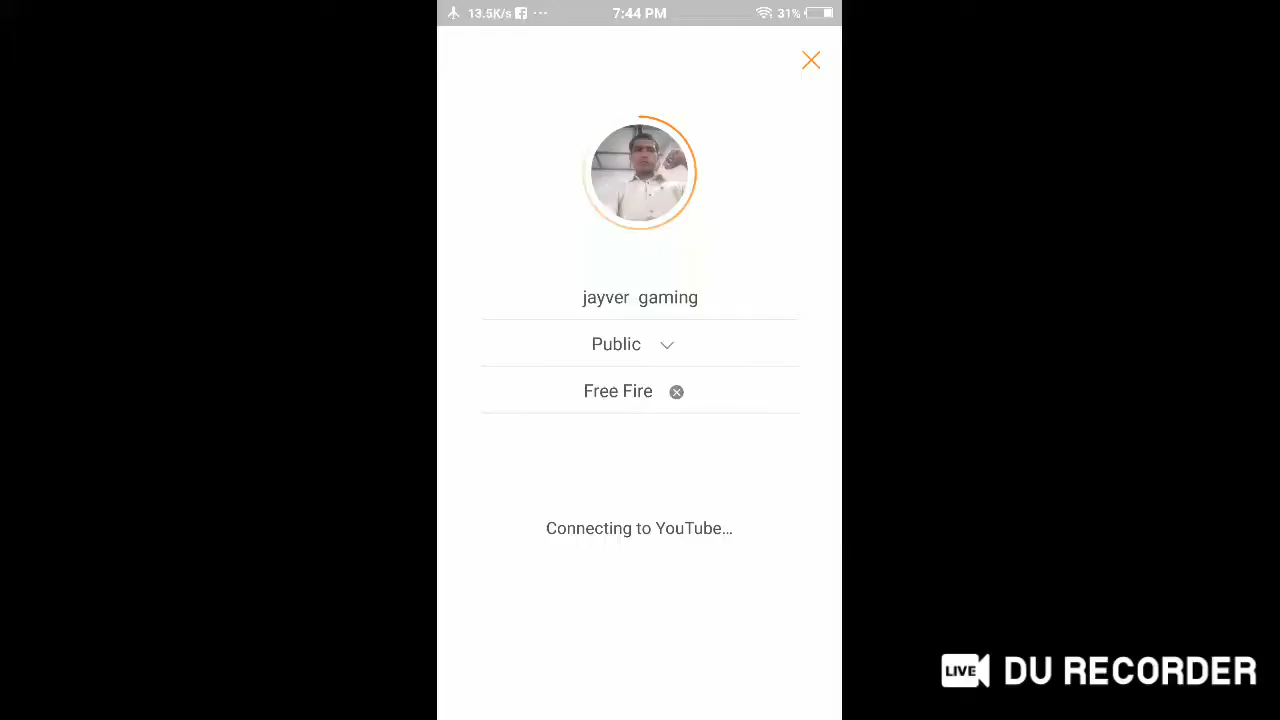 13.5K/s ... 7:44 PM 31%
jayver gaming
Public
Free Fire
Connecting to YouTube...
LIVE DU RECORDER